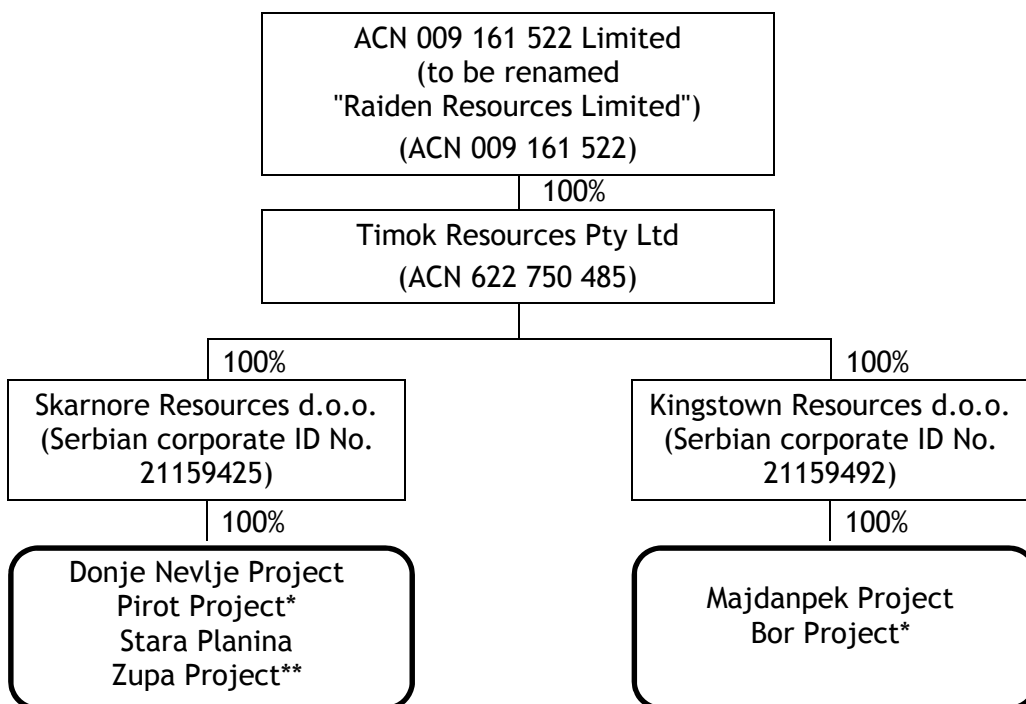 ACN 009 161 522 Limited
(to be renamed
"Raiden Resources Limited")
(ACN 009 161 522)
100%
Timok Resources Pty Ltd
(ACN 622 750 485)
100%
100%
Skarnore Resources d.o.o.
(Serbian corporate ID No.
21159425)
Kingstown Resources d.o.o.
(Serbian corporate ID No.
21159492)
100%
100%
Donje Nevlje Project
Pirot Project*
Stara Planina
Zupa Project**
Majdanpek Project
Bor Project*